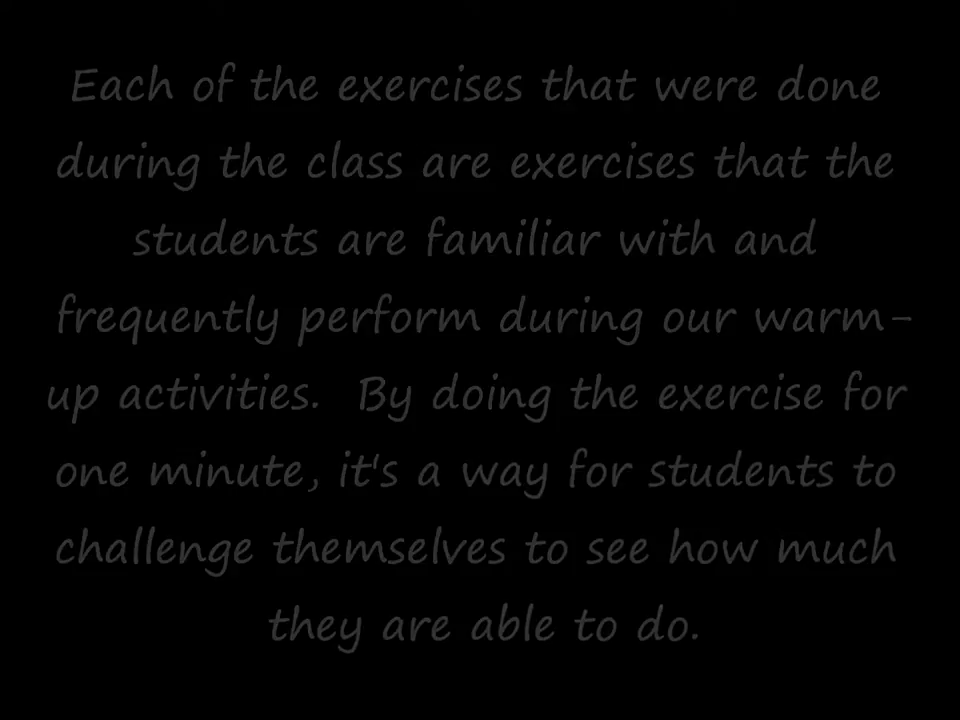 Each of the exercises that were done
during the class are exercises that the
students are familiar with and
frequently perform during our warm-
up activities.  By doing the exercise for
one minute, it's a way for students to
challenge themselves to see how much
they are able to do.